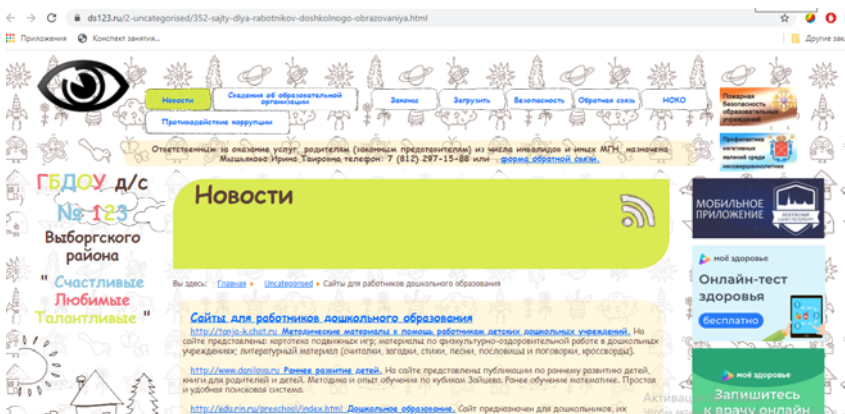 ds123.ru/2-uncategorised/352-sajty-dlya-rabotnikov-doshkolnogo-obrazovaniya.html
Приложения Конспект занятия... Другие зак
Новости Сведения об образовательной организации Законы Загрузить Безопасность Обратная связь НОКО
Противодействие коррупции
Пожарная
безопасность
образовательных
учреждений
Профилактика
негативных
явлений среди
несовершеннолетних
Ответственным за оказание услуг, родителям (законным представителям) из числа инвалидов и иных МГН, назначена
Мышьякова Ирина Таировна телефон: 7 (812) 297-15-88 или форма обратной связи.
ГБДОУ д/с
№ 123
Выборгского
района
" Счастливые
Любимые
Талантливые "
Новости
Вы здесь: Главная Uncategorised Сайты для работников дошкольного образования
Сайты для работников дошкольного образования
http://tanja-k.chat.ru Методические материалы в помощь работникам детских дошкольных учреждений. На
сайте представлены: картотека подвижных игр; материалы по физкультурно-оздоровительной работе в дошкольных
учреждениях; литературный материал (считалки, загадки, стихи, песни, пословицы и поговорки, кроссворды).
http://www.danilova.ru Раннее развитие детей. На сайте представлены публикации по раннему развитию детей,
книги для родителей и детей. Методика и опыт обучения по кубикам Зайцева. Ранее обучение математике. Простая
и удобная поисковая система.
http://edu.rin.ru/preschool/index.html Дошкольное образование. Сайт предназначен для дошкольников, их
МОБИЛЬНОЕ
ПРИЛОЖЕНИЕ
моё здоровье
Онлайн-тест
здоровья
бесплатно
моё здоровье
Запишитесь
к врачу онлайн